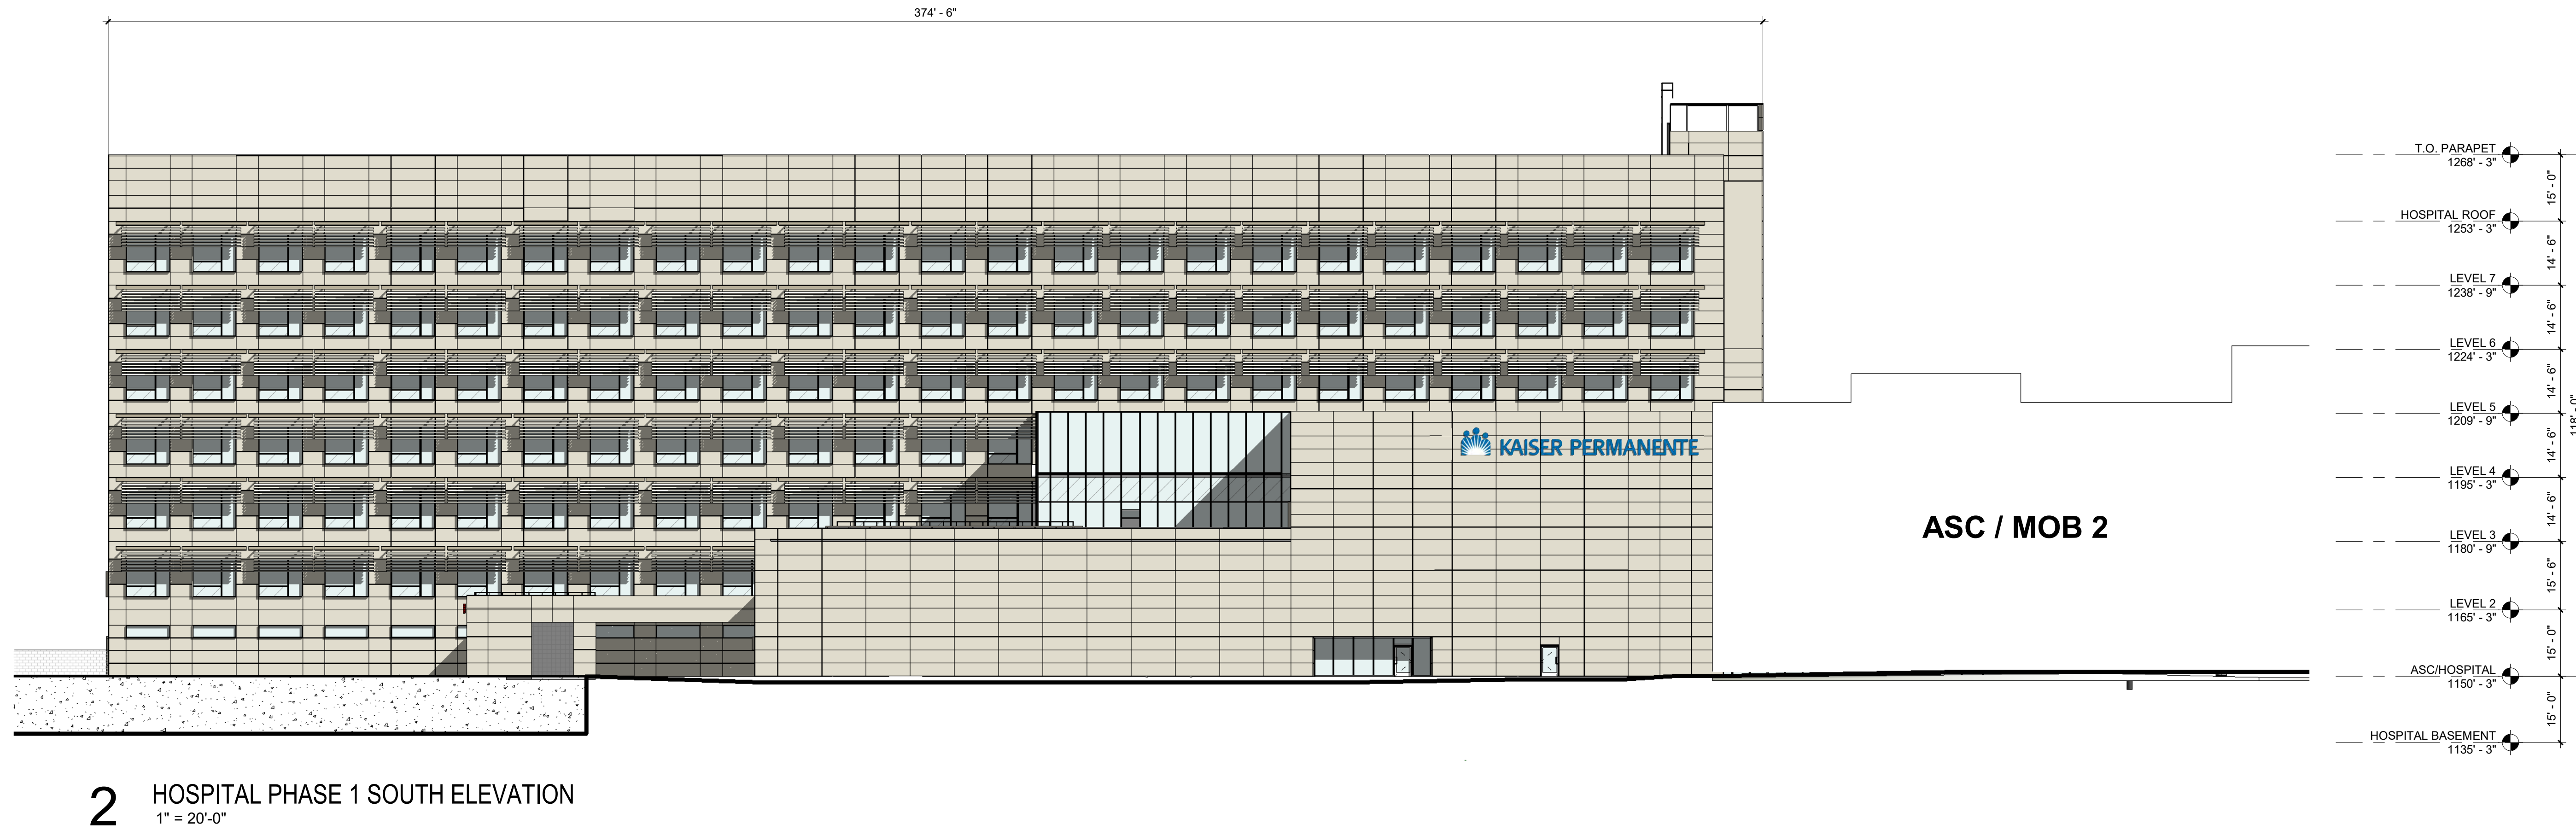 374' - 6"
T.O. PARAPET
1268' - 3"
15' - 0"
HOSPITAL ROOF
1253' - 3"
14' - 6"
LEVEL 7
1238' - 9"
14' - 6"
LEVEL 6
1224' - 3"
14' - 6"
LEVEL 5
1209' - 9"
118' - 0"
14' - 6"
KAISER PERMANENTE
LEVEL 4
1195' - 3"
14' - 6"
ASC / MOB 2
LEVEL 3
1180' - 9"
15' - 6"
LEVEL 2
1165' - 3"
15' - 0"
ASC/HOSPITAL
1150' - 3"
15' - 0"
HOSPITAL BASEMENT
1135' - 3"
2
HOSPITAL PHASE 1 SOUTH ELEVATION
1" = 20'-0"